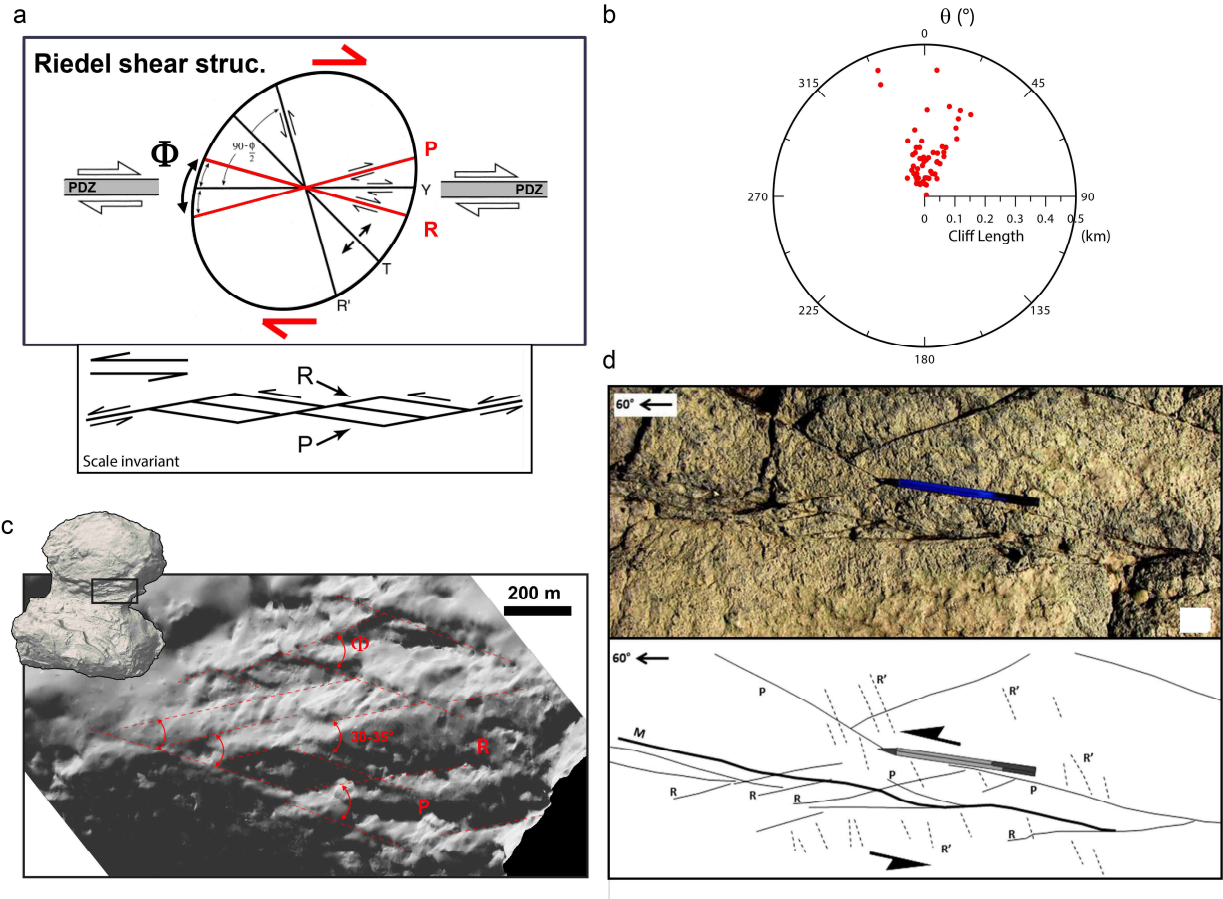 a
Riedel shear struc.
Φ
90-ϕ/2
PDZ
P
Y
PDZ
R
T
R'
R
P
Scale invariant
b
θ (°)
0
315
45
270
90
0
0.1
0.2
0.3
0.4
0.5
Cliff Length
(km)
225
135
180
c
200 m
Φ
30-35°
R
P
d
60°
60°
P
R'
R'
M
R'
P
P
R
R
R
R
R'